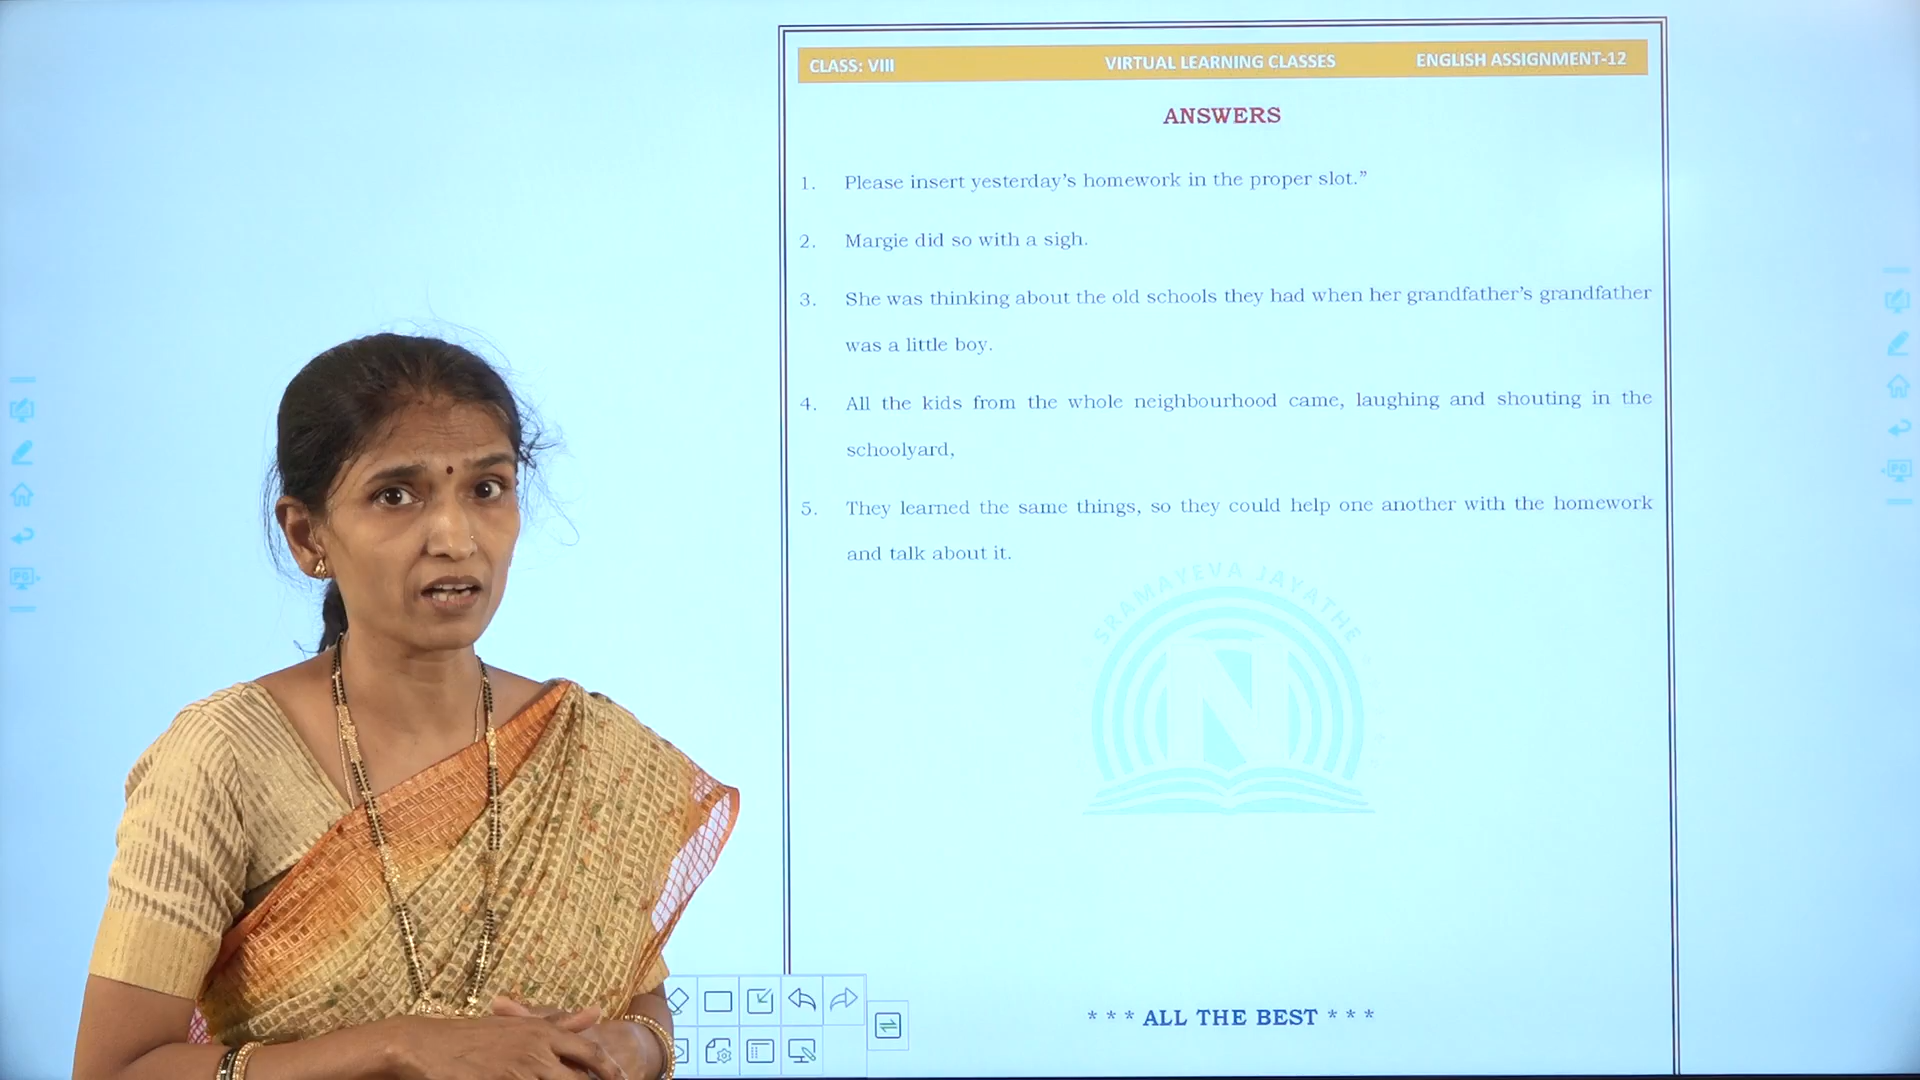 CLASS: VIII VIRTUAL LEARNING CLASSES ENGLISH ASSIGNMENT-12
ANSWERS
1. Please insert yesterday's homework in the proper slot.”
2. Margie did so with a sigh.
3. She was thinking about the old schools they had when her grandfather's grandfather
was a little boy.
4. All the kids from the whole neighbourhood came, laughing and shouting in the
schoolyard,
5. They learned the same things, so they could help one another with the homework
and talk about it.
SRAMAYEVA JAYATHE
N
* * * ALL THE BEST * * *
PG
PG